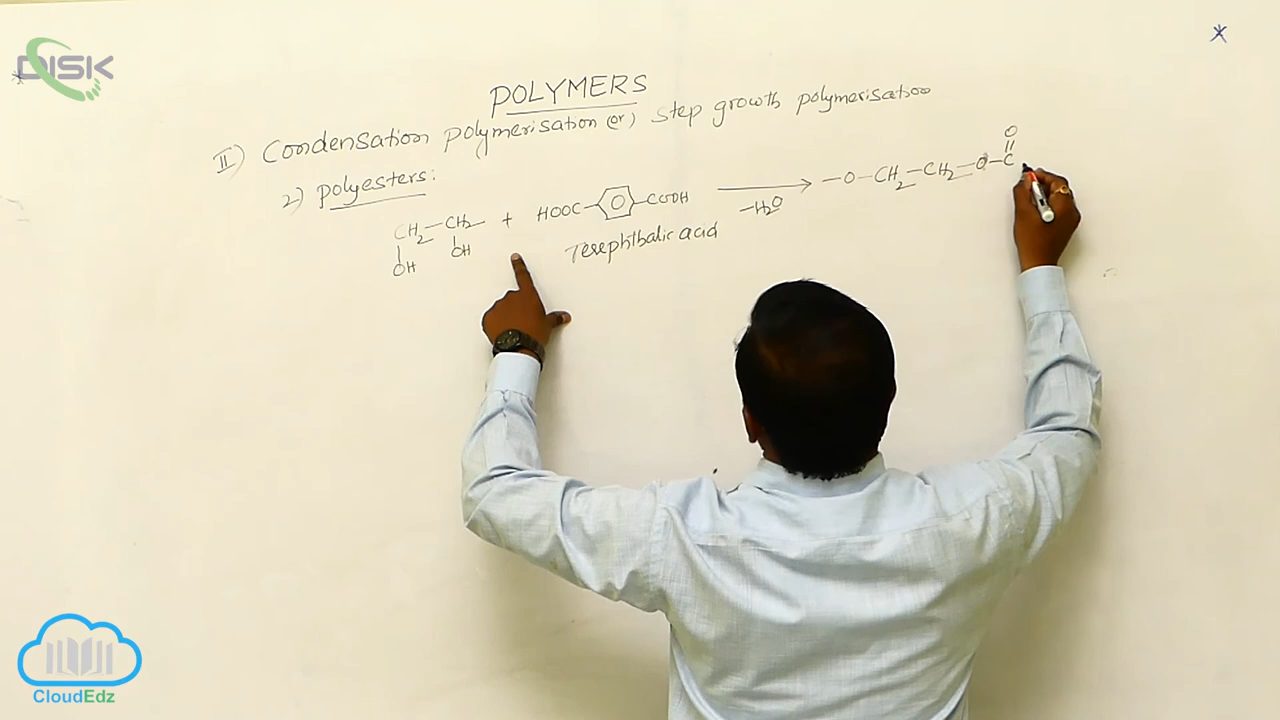 DISK
POLYMERS
II) Condensation polymerisation (or) step growth polymerisation
2) polyesters:
CH2—CH2— + HOOC— —COOH —H2O —O—CH2—CH2—O—C
O
OH OH
Terephthalic acid
CloudEdz